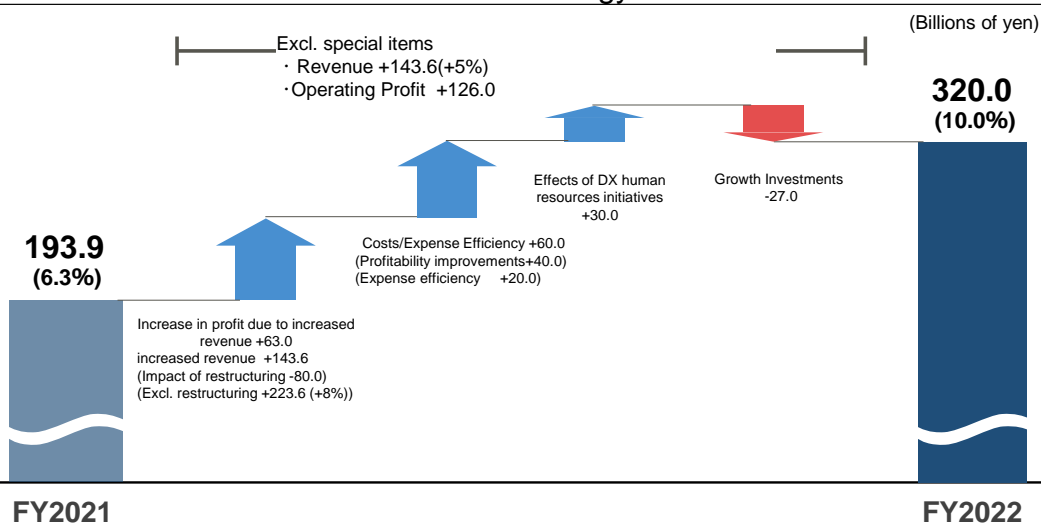 (Billions of yen)
Excl. special items
・ Revenue +143.6(+5%)
・Operating Profit +126.0
320.0
(10.0%)
Effects of DX human
resources initiatives
+30.0
Growth Investments
-27.0
193.9
(6.3%)
Costs/Expense Efficiency +60.0
(Profitability improvements+40.0)
(Expense efficiency +20.0)
Increase in profit due to increased
revenue +63.0
increased revenue +143.6
(Impact of restructuring -80.0)
(Excl. restructuring +223.6 (+8%))
FY2021
FY2022